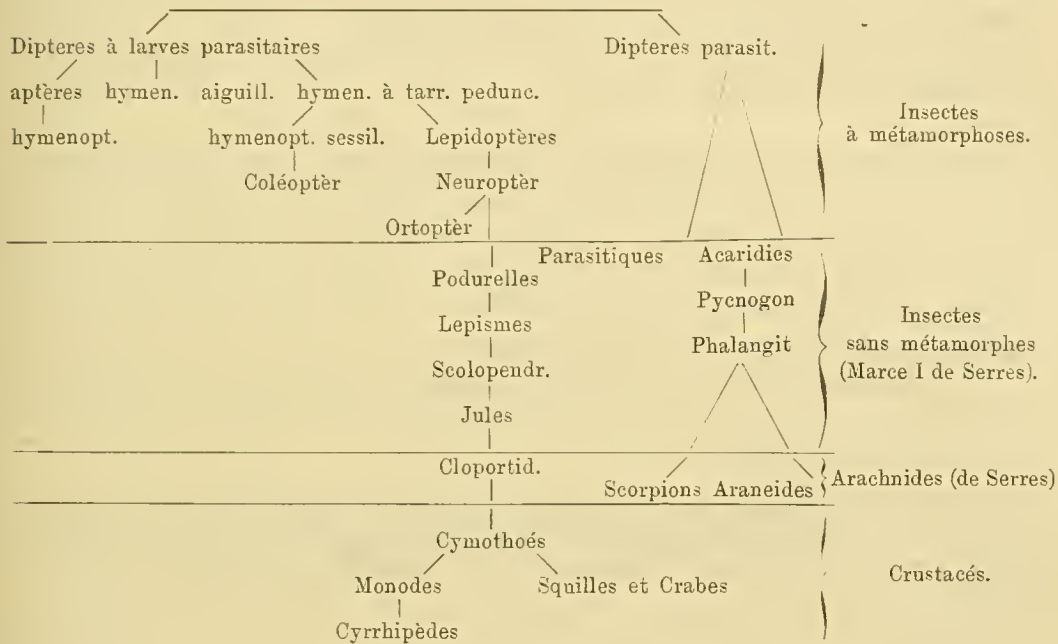 Dipteres à larves parasitaires Dipteres parasit.
aptères hymen. aiguill. hymen. à tarr. pedunc.
Insectes
à métamorphoses.
hymenopt. hymenopt. sessil. Lepidoptères
Coléoptèr Neuroptèr
Ortoptèr
Parasitiques Acaridies
Podurelles
Pycnogon
Lepismes
Insectes
sans métamorphes
(Marce I de Serres).
Phalangit
Scolopendr.
Jules
Cloportid.
Scorpions Araneides Arachnides (de Serres)
Cymothoés
Monodes Squilles et Crabes
Crustacés.
Cyrrhipèdes